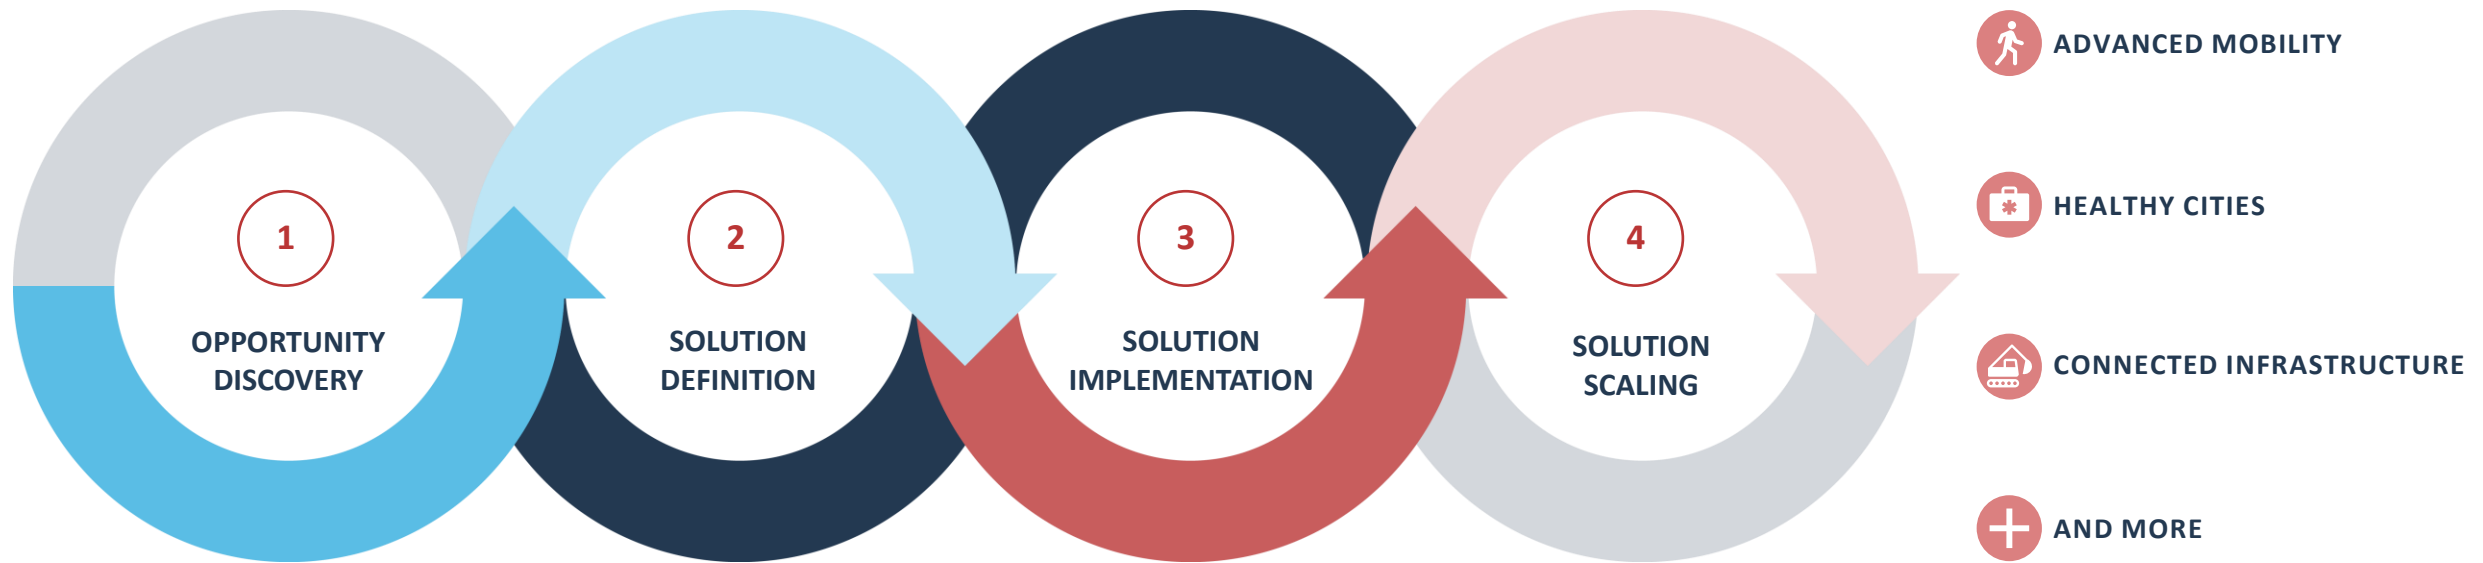 1
OPPORTUNITY
DISCOVERY
2
SOLUTION
DEFINITION
3
SOLUTION
IMPLEMENTATION
4
SOLUTION
SCALING
ADVANCED MOBILITY
HEALTHY CITIES
CONNECTED INFRASTRUCTURE
AND MORE